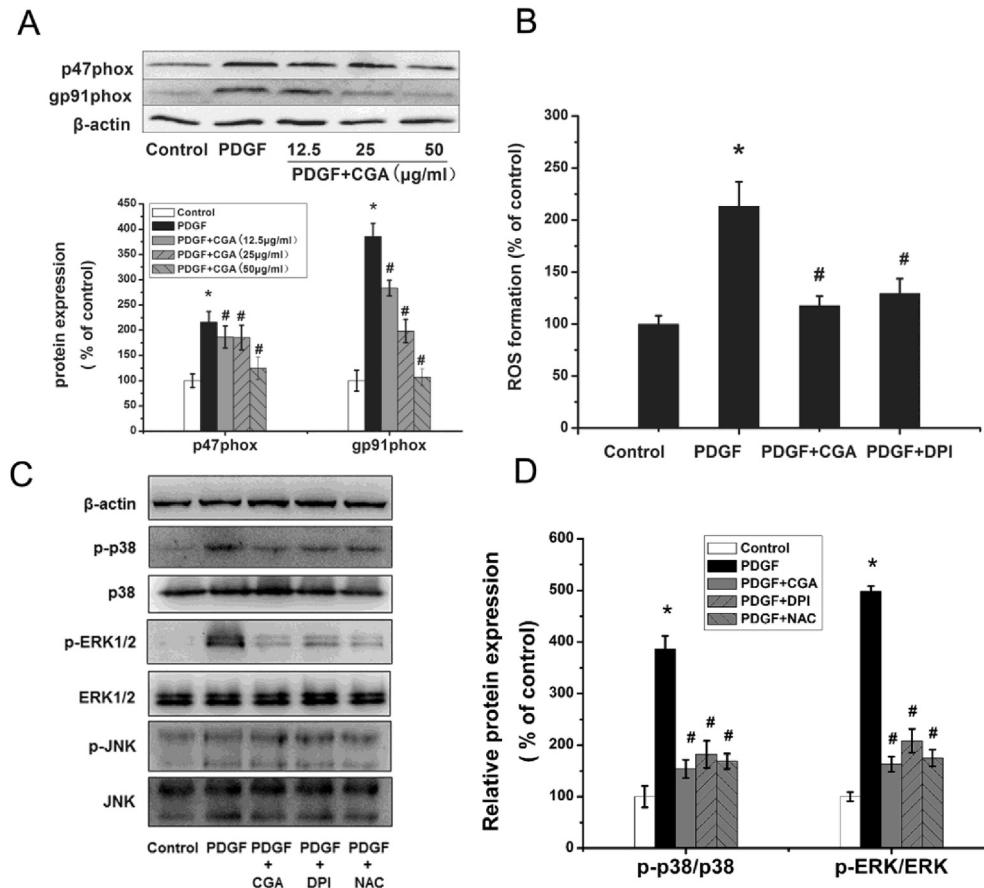 A
p47phox
gp91phox
β-actin
Control PDGF 12.5 25 50
PDGF+CGA(μg/ml)
protein expression
( % of control)
450
400
350
300
250
200
150
100
50
0
Control
PDGF
PDGF+CGA(12.5μg/ml)
PDGF+CGA(25μg/ml)
PDGF+CGA(50μg/ml)
*
# #
#
*
#
#
#
p47phox gp91phox
B
ROS formation (% of control)
300
250
200
150
100
75
50
25
0
*
#
#
Control PDGF PDGF+CGA PDGF+DPI
C
β-actin
p-p38
p38
p-ERK1/2
ERK1/2
p-JNK
JNK
Control PDGF PDGF PDGF PDGF
+ + +
CGA DPI NAC
D
Relative protein expression
( % of control)
600
500
400
300
200
100
0
Control
PDGF
PDGF+CGA
PDGF+DPI
PDGF+NAC
*
# # #
*
# # #
p-p38/p38 p-ERK/ERK